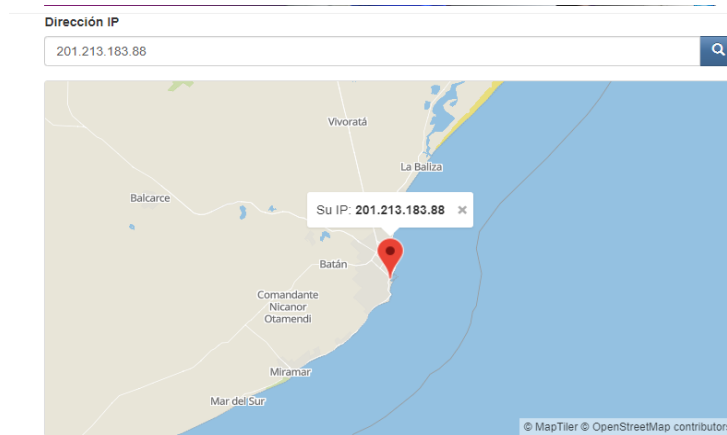 Dirección IP
201.213.183.88
Vivoratá
La Baliza
Balcarce
Su IP: 201.213.183.88 ×
Batán
Comandante
Nicanor
Otamendi
Miramar
Mar del Sur
© MapTiler © OpenStreetMap contributor